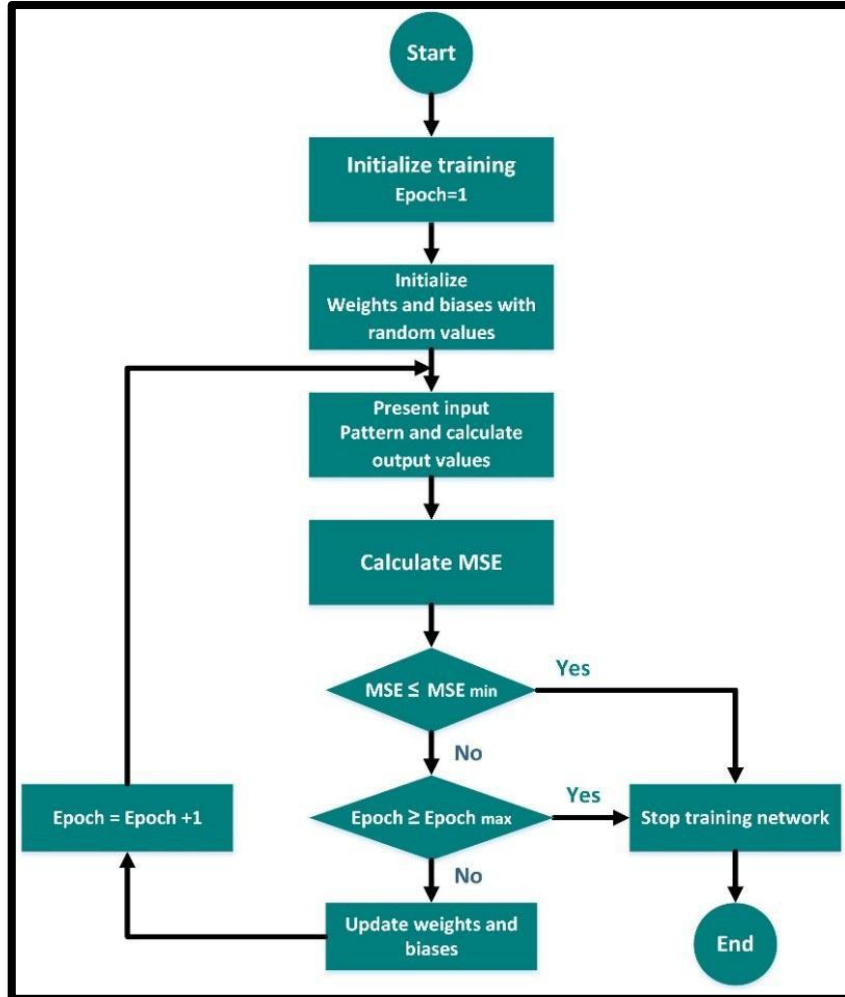 Start
Initialize training
Epoch=1
Initialize
Weights and biases with
random values
Present input
Pattern and calculate
output values
Calculate MSE
MSE ≤ MSE min
Yes
No
Epoch ≥ Epoch max
Yes
Stop training network
Epoch = Epoch +1
No
Update weights and
biases
End